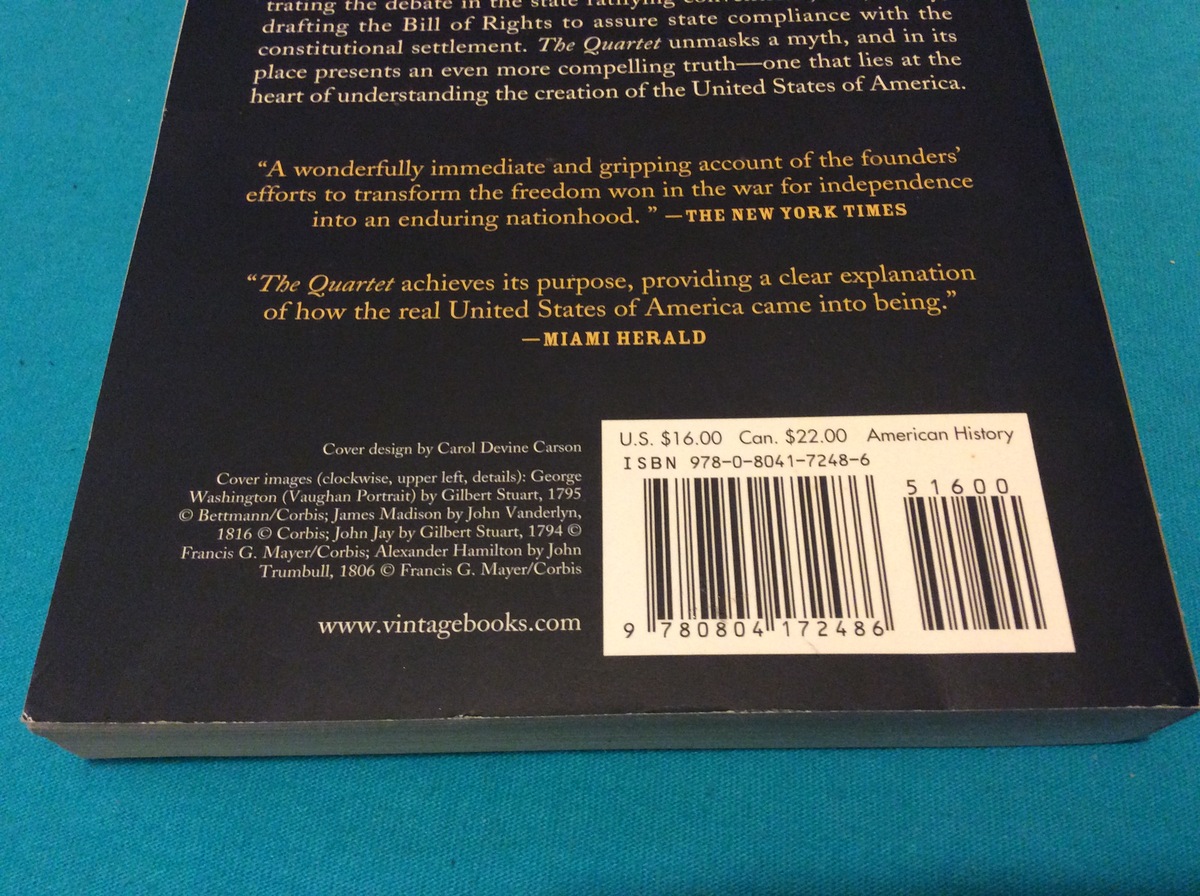 trating the debate in the state ratifying
drafting the Bill of Rights to assure state compliance with the
constitutional settlement. The Quartet unmasks a myth, and in its
place presents an even more compelling truth—one that lies at the
heart of understanding the creation of the United States of America.
“A wonderfully immediate and gripping account of the founders’
efforts to transform the freedom won in the war for independence
into an enduring nationhood. ” —THE NEW YORK TIMES
“The Quartet achieves its purpose, providing a clear explanation
of how the real United States of America came into being.”
—MIAMI HERALD
Cover design by Carol Devine Carson
Cover images (clockwise, upper left, details): George
Washington (Vaughan Portrait) by Gilbert Stuart, 1795
© Bettmann/Corbis; James Madison by John Vanderlyn,
1816 © Corbis; John Jay by Gilbert Stuart, 1794 ©
Francis G. Mayer/Corbis; Alexander Hamilton by John
Trumbull, 1806 © Francis G. Mayer/Corbis
www.vintagebooks.com
U.S. $16.00 Can. $22.00 American History
ISBN 978-0-8041-7248-6
51600
9 780804 172486